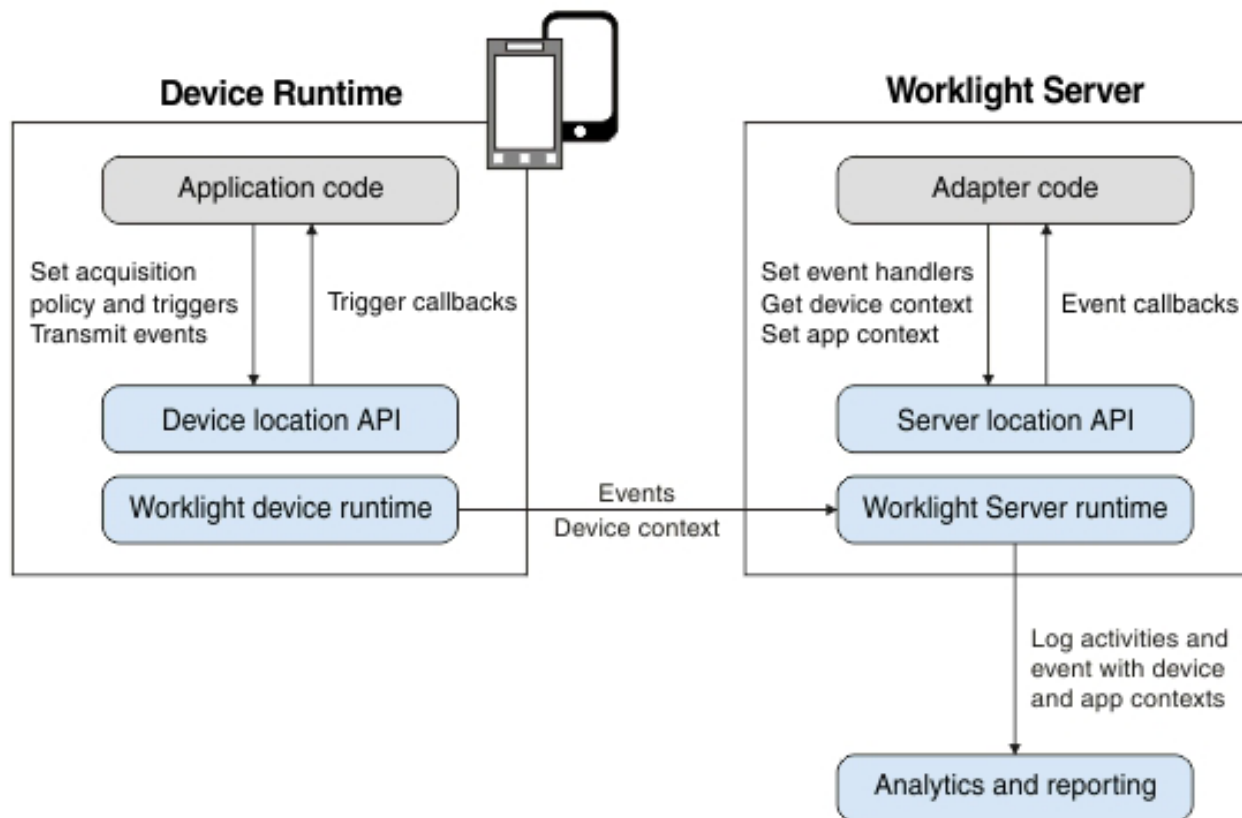 Device Runtime
Application code
Set acquisition
policy and triggers
Transmit events
Trigger callbacks
Device location API
Worklight device runtime
Events
Device context
Worklight Server
Adapter code
Set event handlers
Get device context
Set app context
Event callbacks
Server location API
Worklight Server runtime
Log activities and
event with device
and app contexts
Analytics and reporting